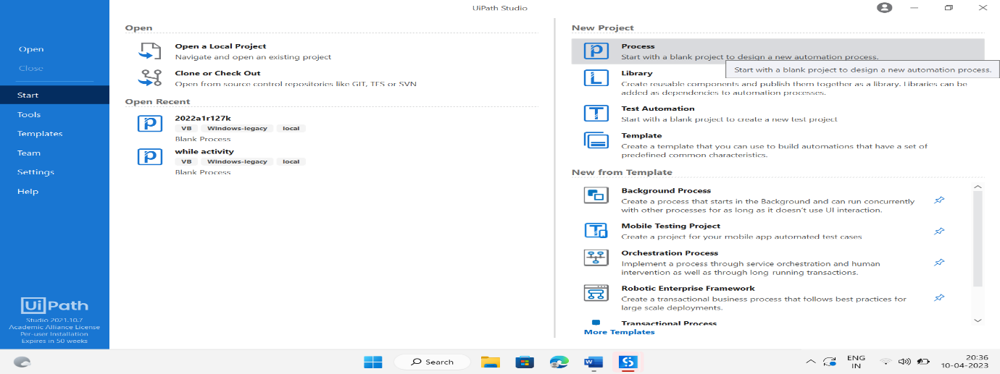 UiPath Studio
Open
Close
Start
Tools
Templates
Team
Settings
Help
UiPath
Studio 2021.10.7
Academic Alliance License
Per-user Installation
Expires in 50 weeks
Open
Open a Local Project
Navigate and open an existing project
Clone or Check Out
Open from source control repositories like GIT, TFS or SVN
Open Recent
2022a1r127k
VB Windows-legacy local
Blank Process
while activity
VB Windows-legacy local
Blank Process
New Project
Process
Start with a blank project to design a new automation process.
Start with a blank project to design a new automation process.
Library
Create reusable components and publish them together as a library. Libraries can be
added as dependencies to automation processes.
Test Automation
Start with a blank project to create a new test project
Template
Create a template that you can use to build automations that have a set of
predefined common characteristics.
New from Template
Background Process
Create a process that starts in the Background and can run concurrently
with other processes for as long as it doesn't use UI interaction.
Mobile Testing Project
Create a project for your mobile app automated test cases
Orchestration Process
Implement a process through service orchestration and human
intervention as well as through long-running transactions.
Robotic Enterprise Framework
Create a transactional business process that follows best practices for
large scale deployments.
Transactional Process
More Templates
Search
ENG
IN
20:36
10-04-2023